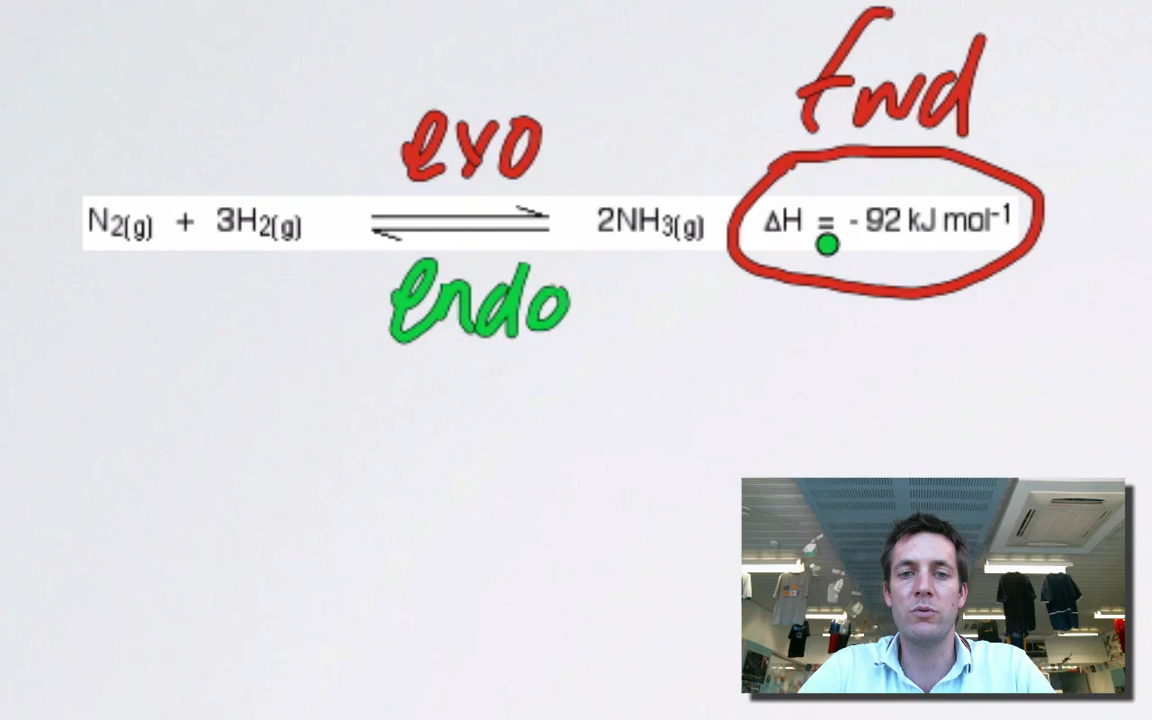 fwd
exo
N₂(g) + 3H₂(g) ⇌ 2NH₃(g) ΔH = - 92 kJ mol⁻¹
endo